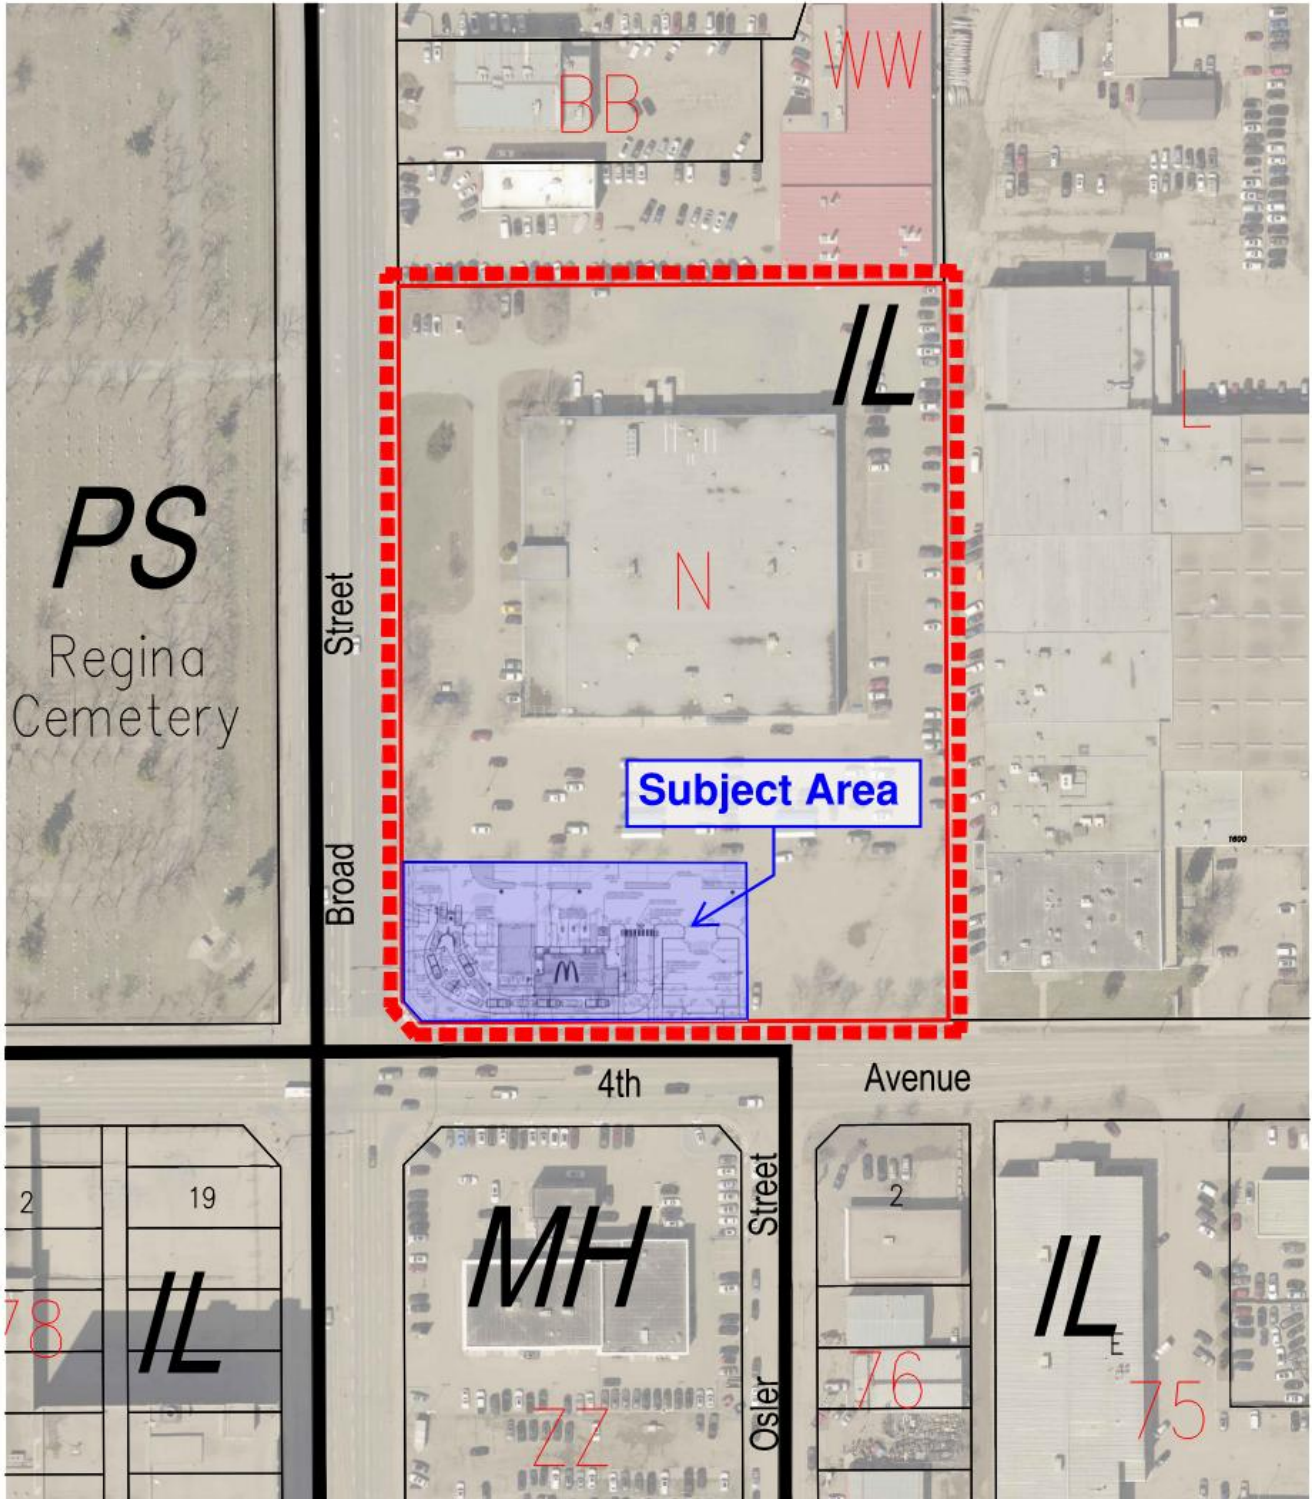 WW
BB
IL
L
PS
N
Regina
Cemetery
Street
Subject Area
1600
Broad
4th
Avenue
2
19
Street
2
MH
IL
IL
E
78
76
75
ZZ
Osler